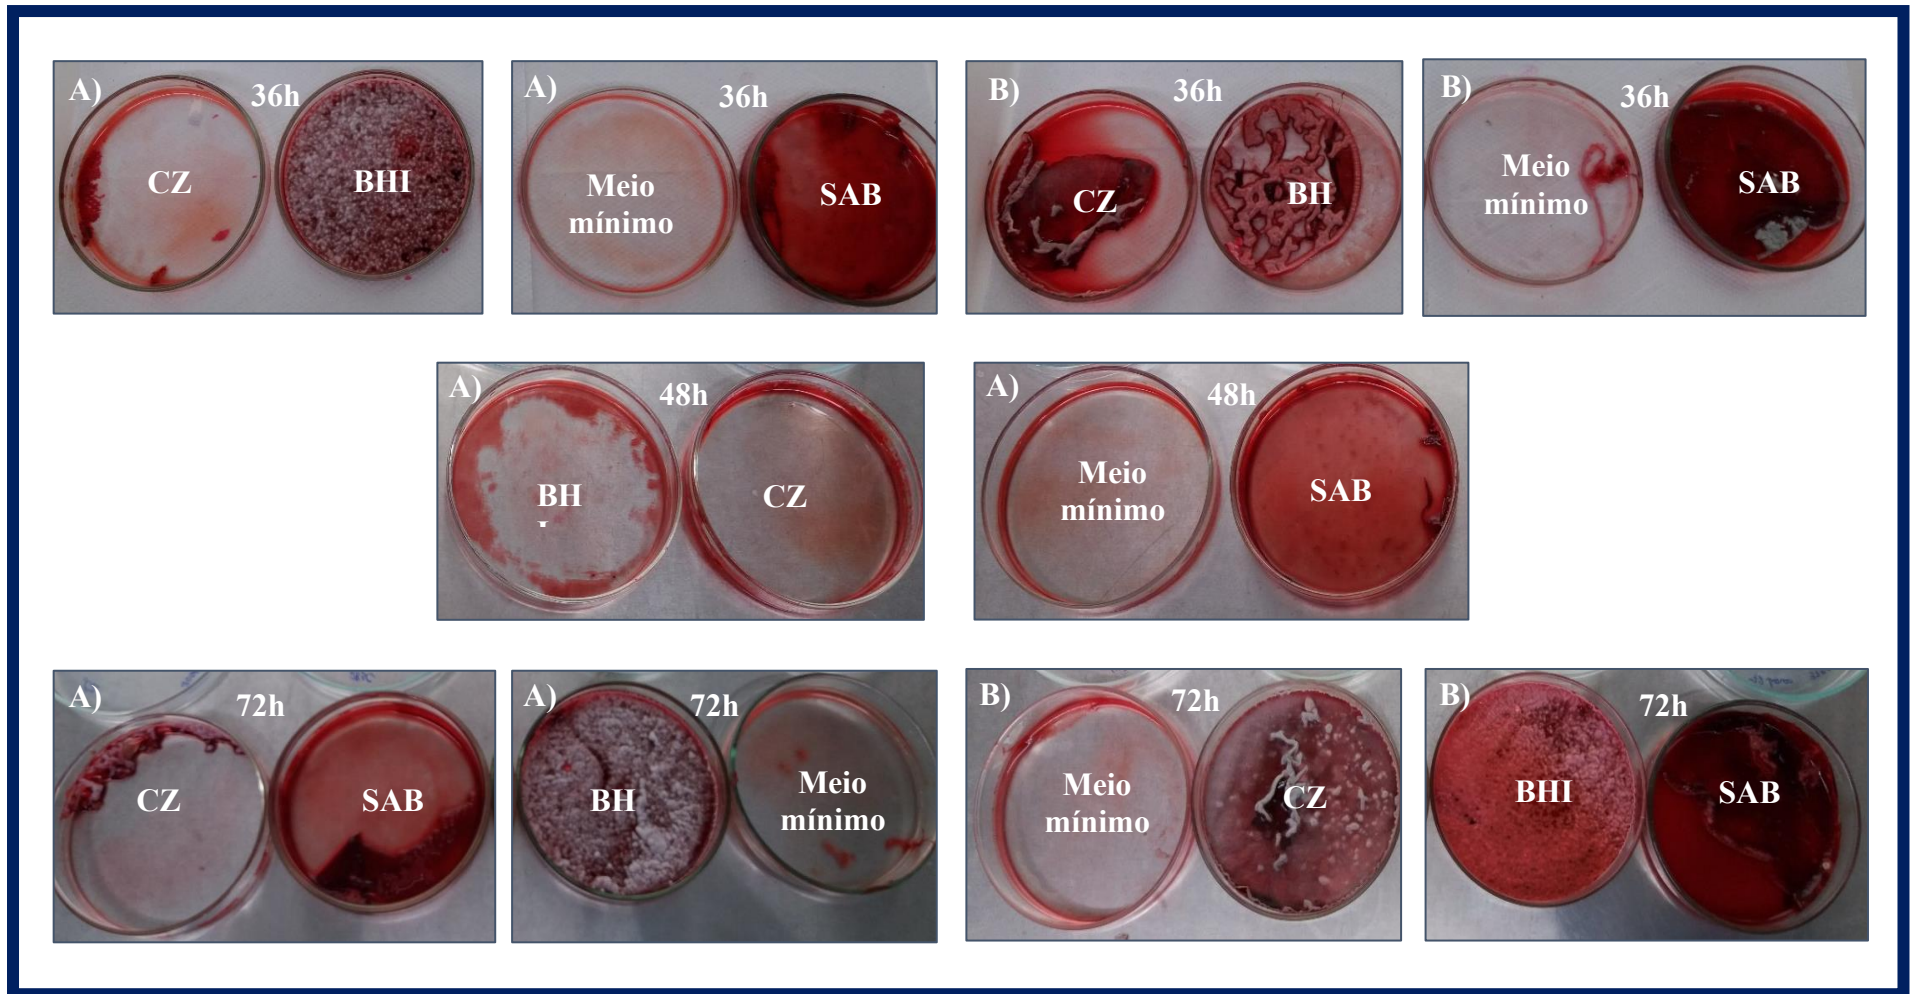 A)
36h
CZ
BHI
A)
36h
Meio
mínimo
SAB
B)
36h
CZ
BH
B)
36h
Meio
mínimo
SAB
A)
48h
BH
CZ
A)
48h
Meio
mínimo
SAB
A)
72h
CZ
SAB
A)
72h
BH
Meio
mínimo
B)
72h
Meio
mínimo
CZ
B)
72h
BHI
SAB